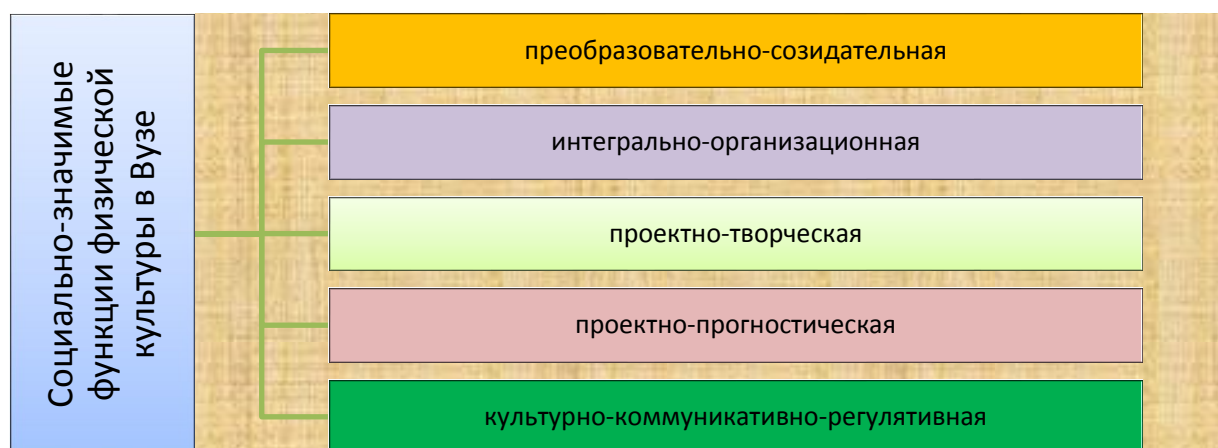 Социально-значимые
функции физической
культуры в Вузе
преобразовательно-созидательная
интегрально-организационная
проектно-творческая
проектно-прогностическая
культурно-коммуникативно-регулятивная